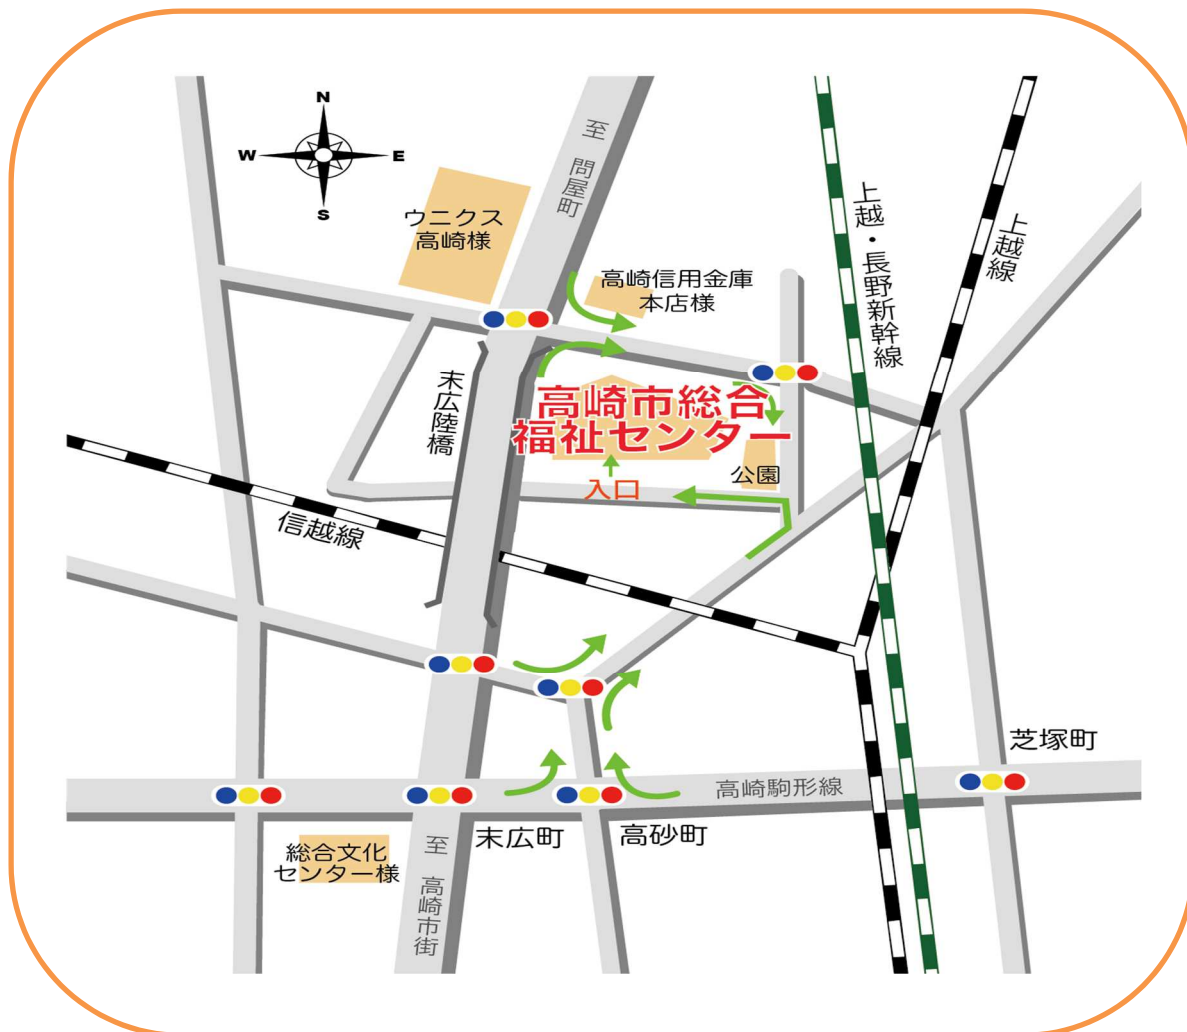 N
W
E
S
至 問屋町
ウニクス
高崎様
高崎信用金庫
本店様
上越・長野新幹線
上越線
末広陸橋
高崎市総合
福祉センター
公園
入口
信越線
芝塚町
高崎駒形線
末広町
高砂町
総合文化
センター様
至 高崎市街